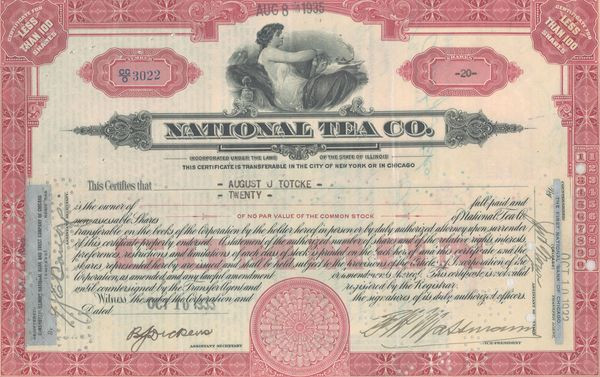 AUG 8 - 1935
CERTIFICATE FOR LESS THAN 100 SHARES
CERTIFICATE FOR LESS THAN 100 SHARES
NUMBER
SHARES
3022
-20-
NATIONAL TEA CO.
INCORPORATED UNDER THE LAWS OF THE STATE OF ILLINOIS
THIS CERTIFICATE IS TRANSFERABLE IN THE CITY OF NEW YORK OR IN CHICAGO
This Certifies that - AUGUST J TOTCKE -
- TWENTY -
is the owner of full paid and
non-assessable Shares OF NO PAR VALUE OF THE COMMON STOCK of National Tea Co.
transferable on the books of the Corporation by the holder hereof in person or by duly authorized attorney upon surrender
of this certificate properly endorsed. A statement of the authorized number of shares and of the relative rights, interests,
preferences, restrictions and limitations of each class of stock is printed on the back hereof and this certificate and the
shares represented hereby are issued and shall be held subject to the
Corporation, as amended, and any
until countersigned by the Transfer Agent and registered by the Registrar.
Witness the seal of the Corporation and the signatures of its duly authorized officers.
Dated OCT 10 1935
ASSISTANT SECRETARY
VICE-PRESIDENT
COUNTERSIGNED
THE FIRST NATIONAL BANK OF CHICAGO
OCT 10 1935